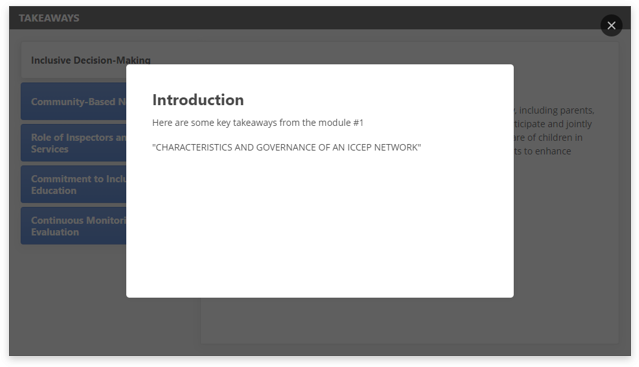 TAKEAWAYS
Inclusive Decision-Making
Community-Based N
Role of Inspectors an
Services
Commitment to Inclu
Education
Continuous Monitori
Evaluation
Introduction
Here are some key takeaways from the module #1
"CHARACTERISTICS AND GOVERNANCE OF AN ICCEP NETWORK"
including parents,
ticipate and jointly
re of children in
ts to enhance